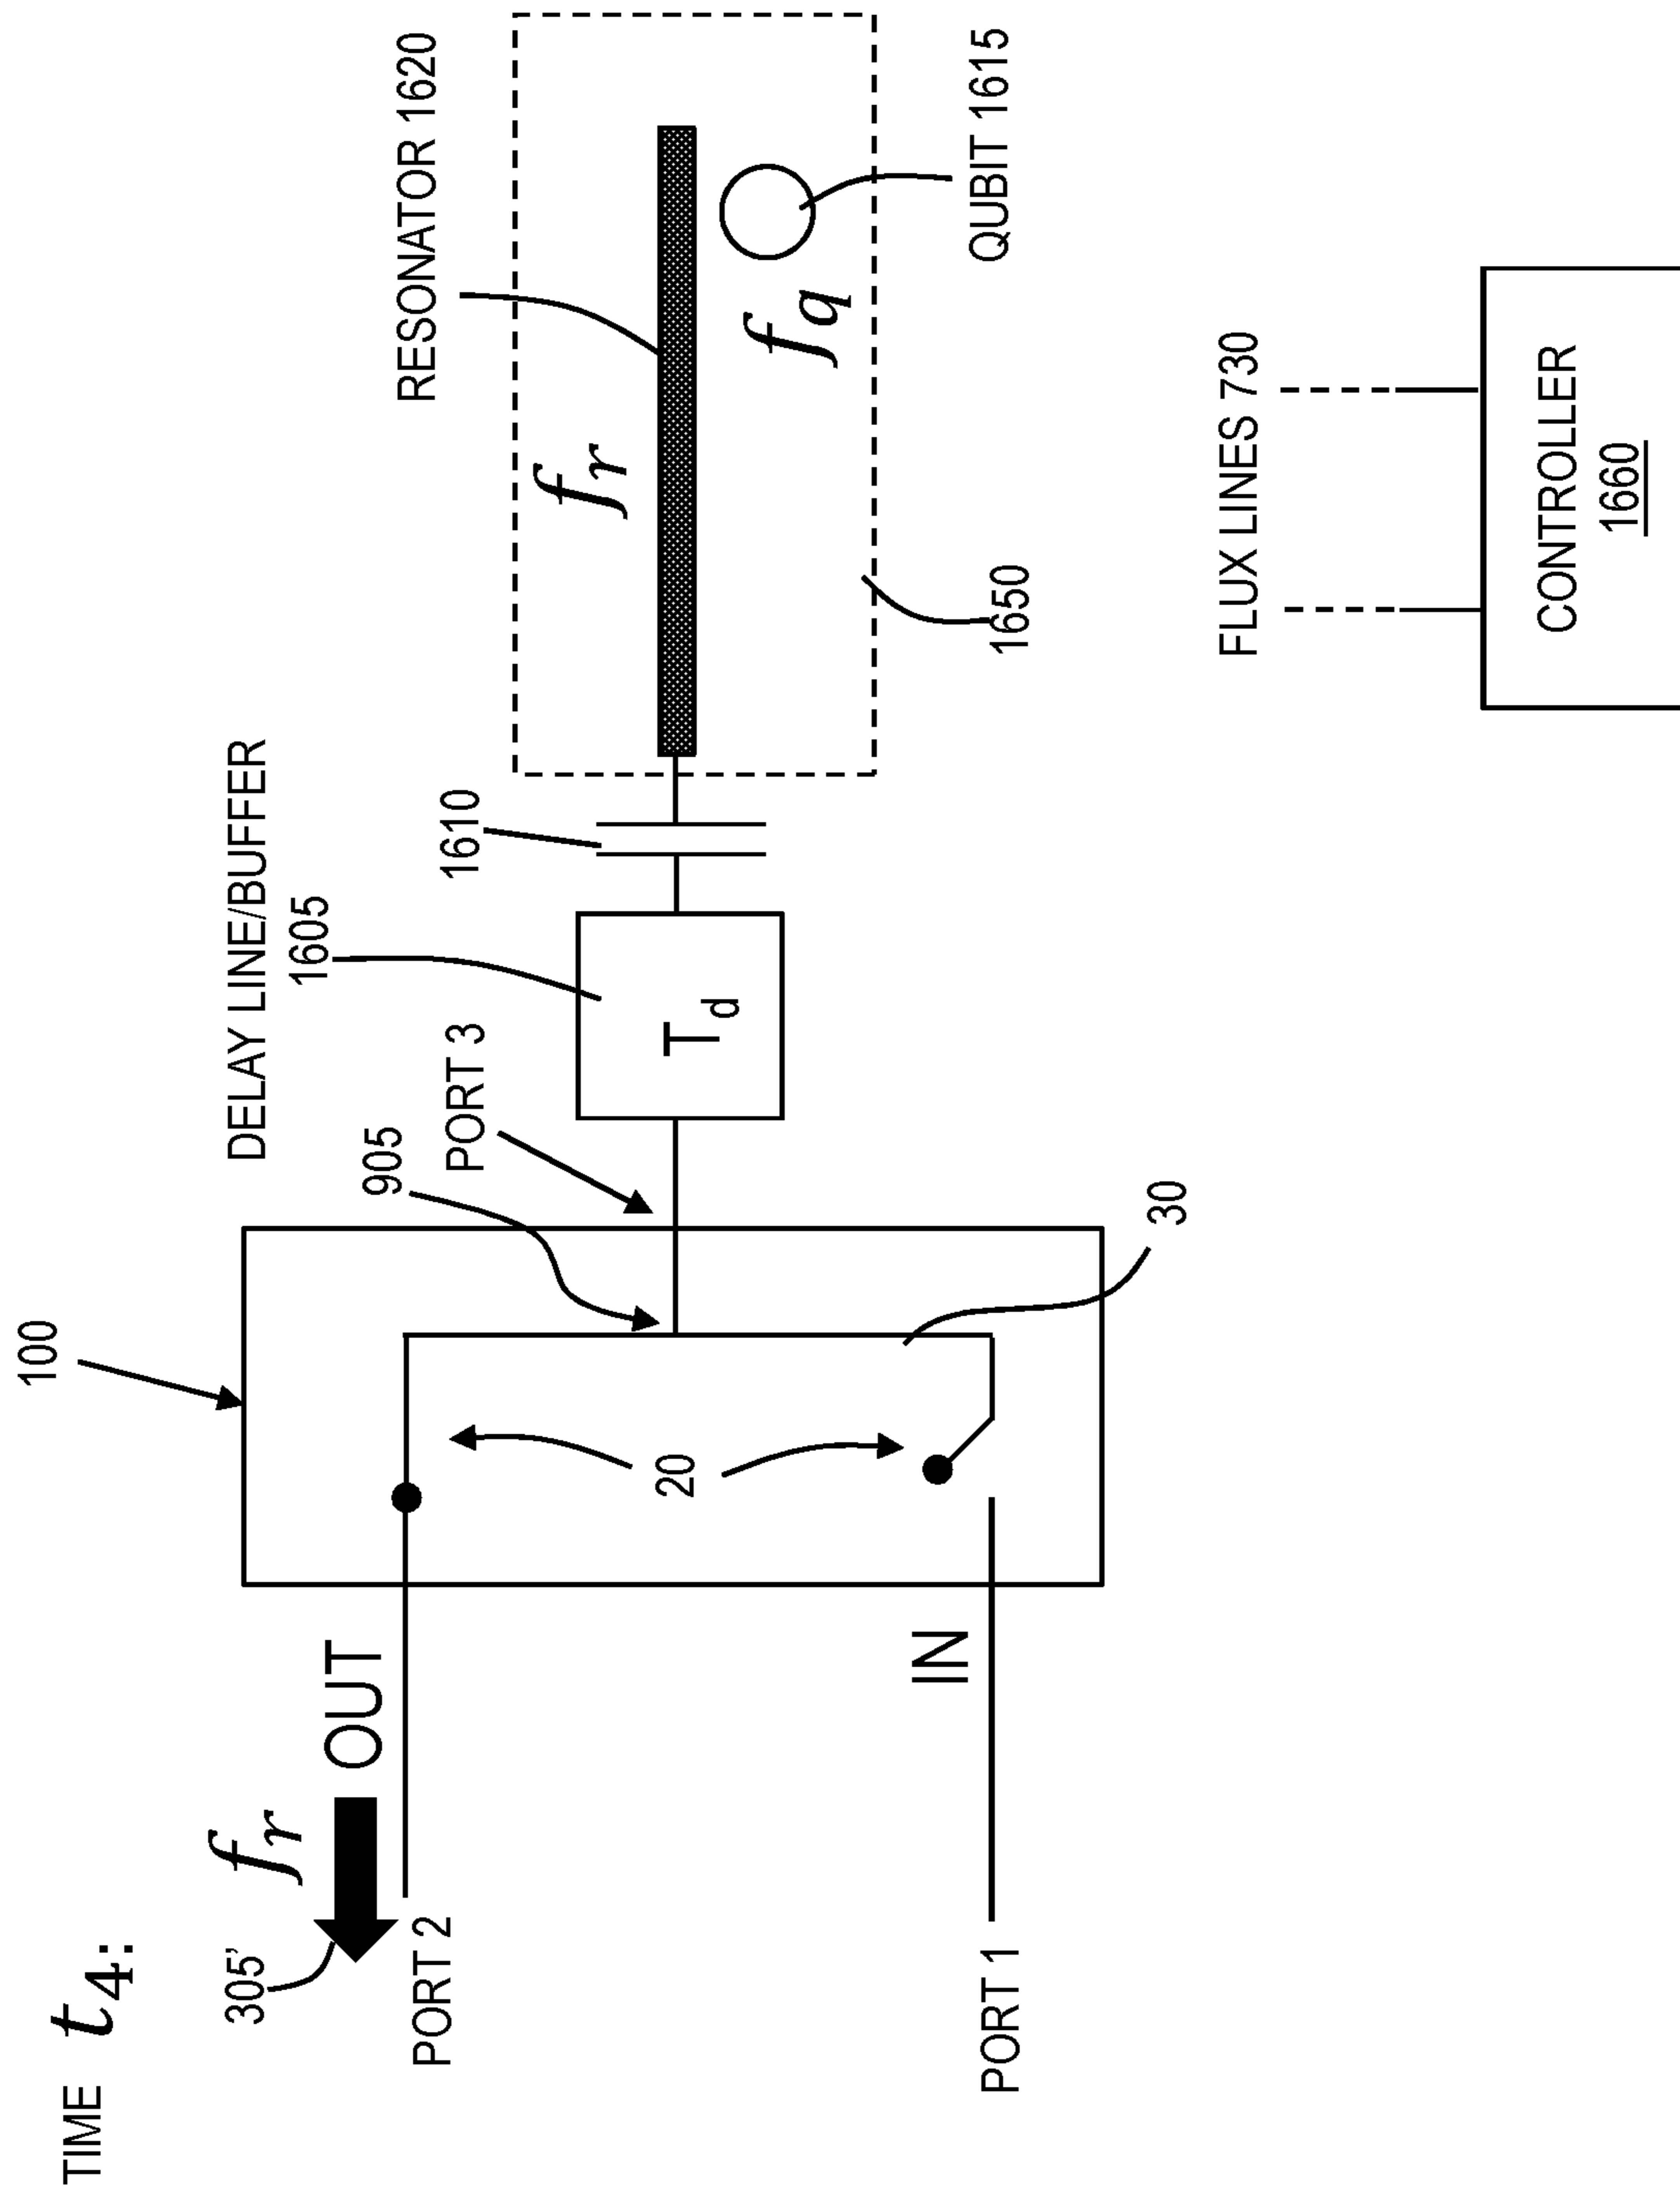 TIME t4:
305'
fr
OUT
PORT 2
IN
PORT 1
100
20
30
905
PORT 3
DELAY LINE/BUFFER
1605
Td
1610
RESONATOR 1620
fr
fq
QUBIT 1615
1650
FLUX LINES 730
CONTROLLER
1660